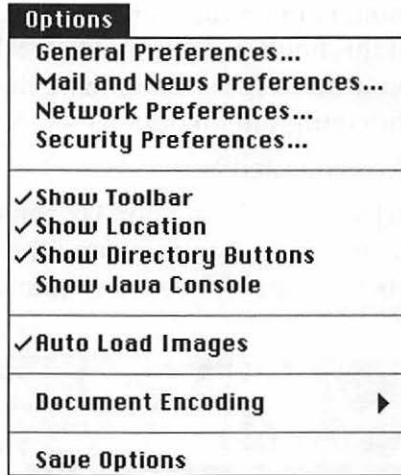 Options
General Preferences...
Mail and News Preferences...
Network Preferences...
Security Preferences...
✓Show Toolbar
✓Show Location
✓Show Directory Buttons
Show Java Console
✓Auto Load Images
Document Encoding ▶
Save Options